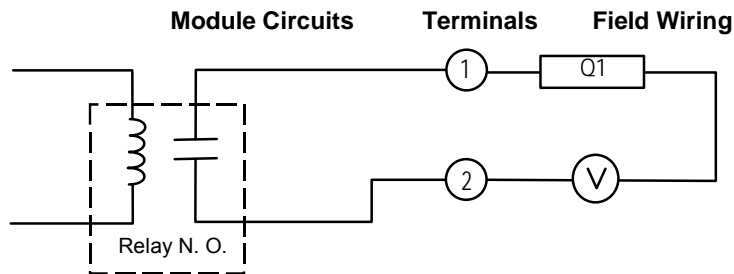 Module Circuits Terminals Field Wiring
1 Q1
2 V
Relay N. O.